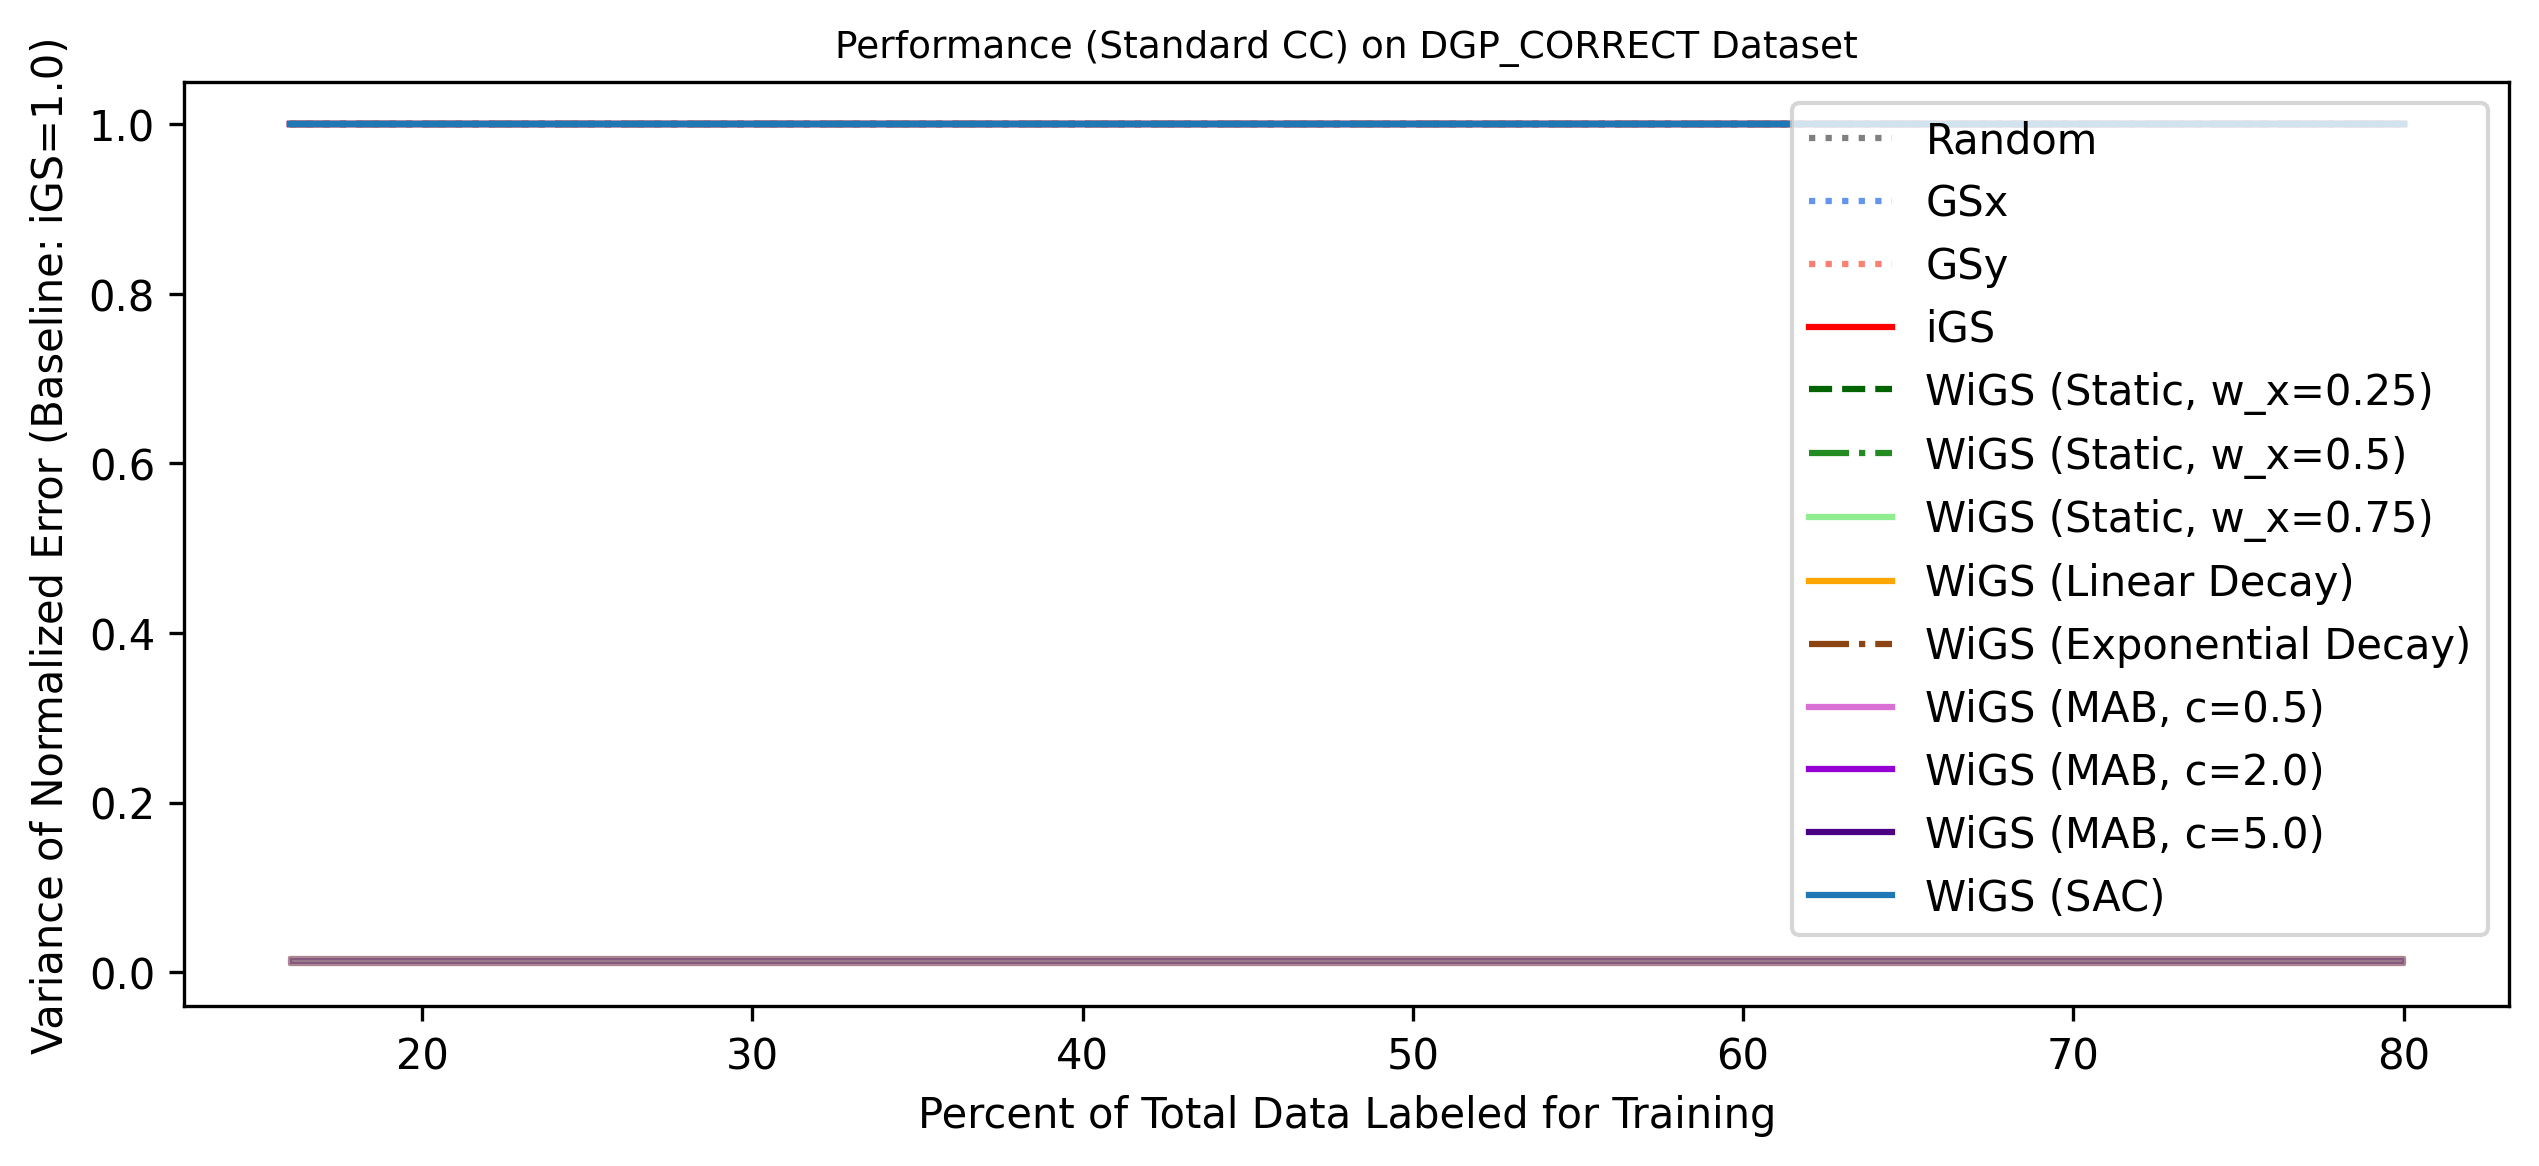 Performance (Standard CC) on DGP_CORRECT Dataset
Variance of Normalized Error (Baseline: iGS=1.0)
1.0
0.8
0.6
0.4
0.2
0.0
Random
GSx
GSy
iGS
WiGS (Static, w_x=0.25)
WiGS (Static, w_x=0.5)
WiGS (Static, w_x=0.75)
WiGS (Linear Decay)
WiGS (Exponential Decay)
WiGS (MAB, c=0.5)
WiGS (MAB, c=2.0)
WiGS (MAB, c=5.0)
WiGS (SAC)
20 30 40 50 60 70 80
Percent of Total Data Labeled for Training